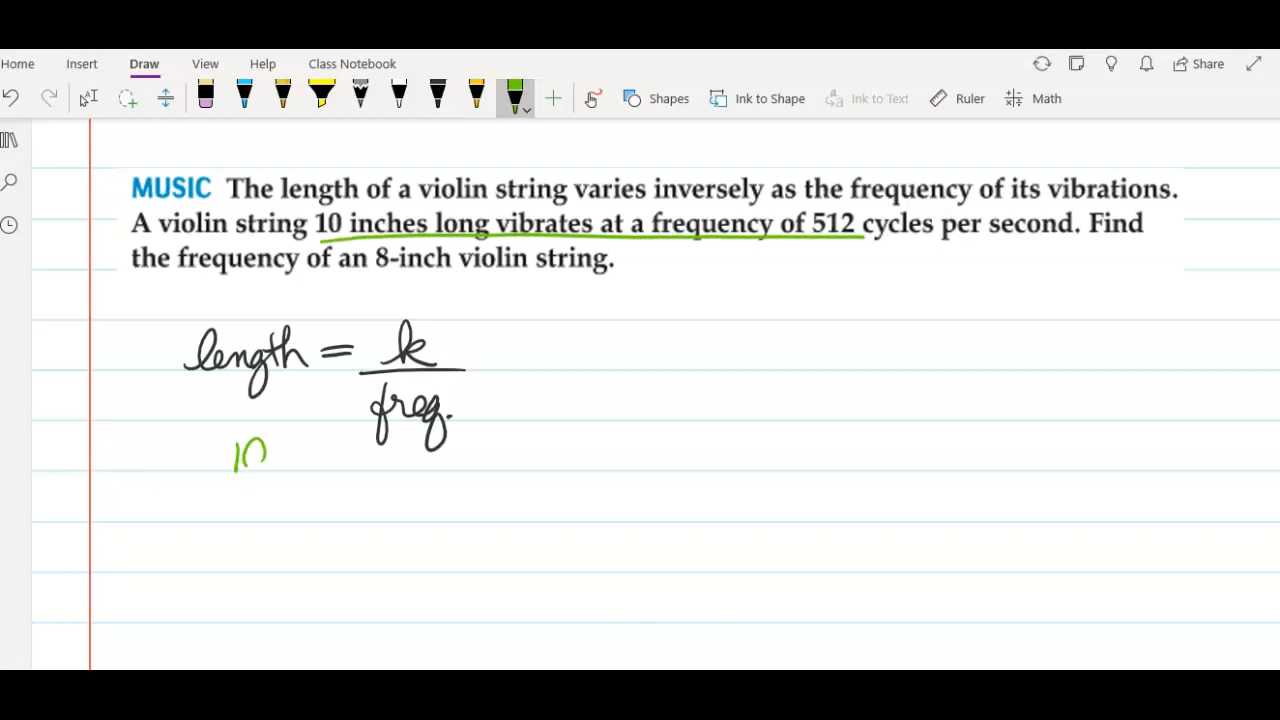 Home Insert Draw View Help Class Notebook Share
Ink to Shape Shapes Ink to Text Ruler Math
MUSIC The length of a violin string varies inversely as the frequency of its vibrations.
A violin string 10 inches long vibrates at a frequency of 512 cycles per second. Find
the frequency of an 8-inch violin string.
length = k
freq.
10